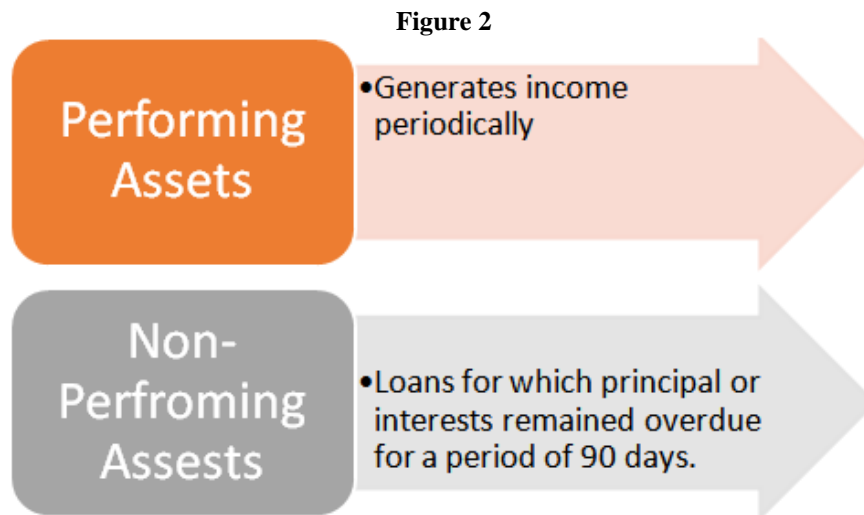 Figure 2
Performing
Assets
•Generates income
periodically
Non-
Perfroming
Assests
•Loans for which principal or
interests remained overdue
for a period of 90 days.